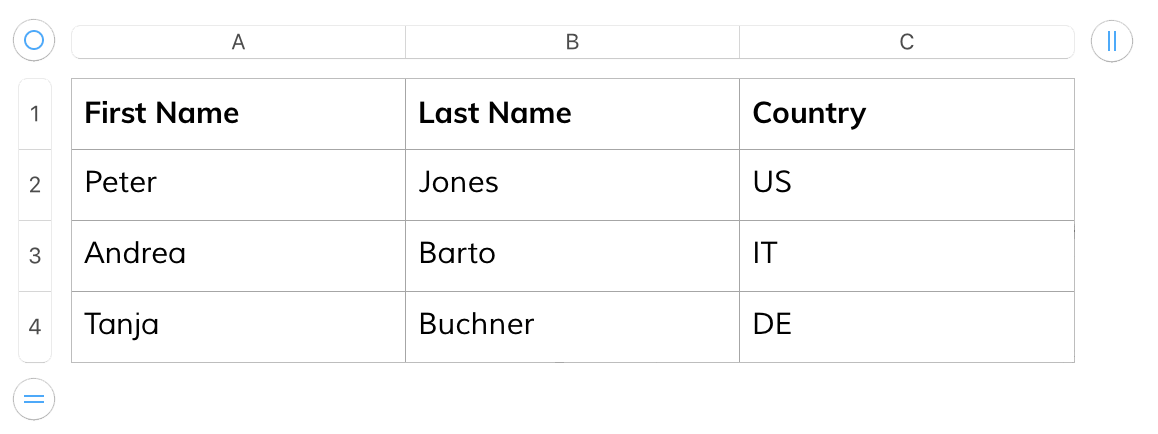 A B C
1 First Name Last Name Country
2 Peter Jones US
3 Andrea Barto IT
4 Tanja Buchner DE